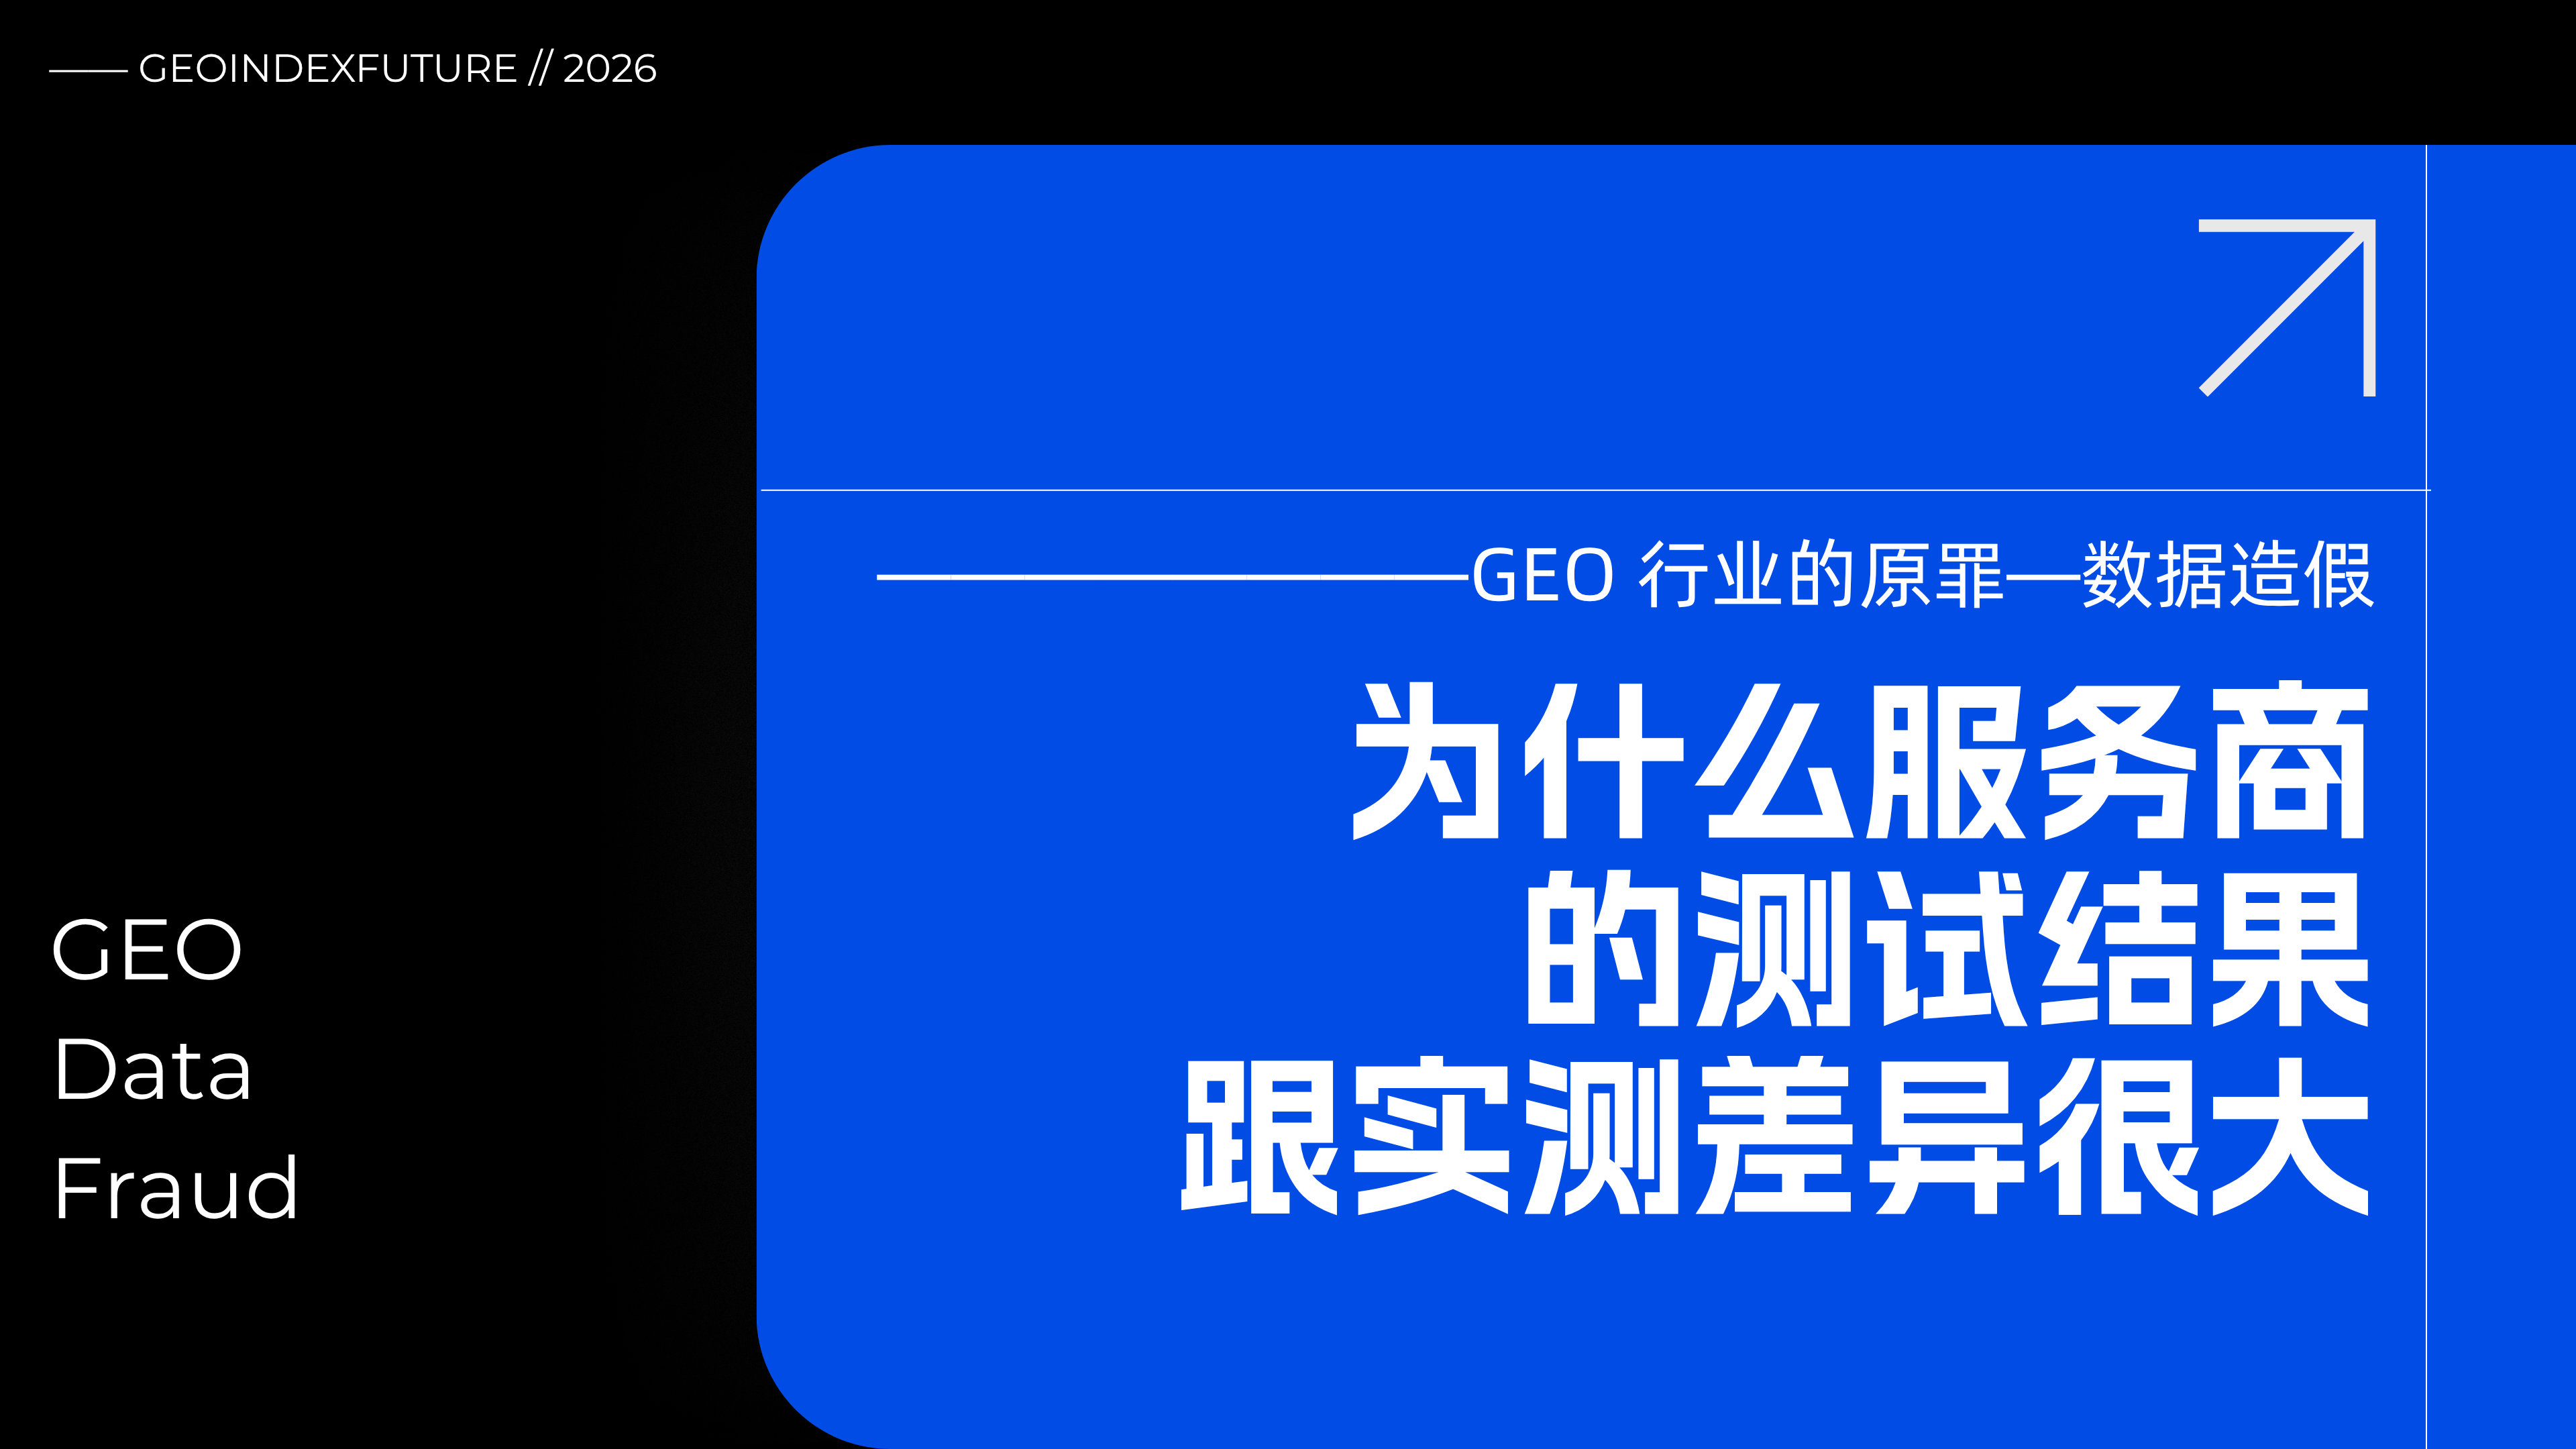 —— GEOINDEXFUTURE // 2026
————————GEO 行业的原罪—数据造假
为什么服务商
的测试结果
跟实测差异很大
GEO
Data
Fraud